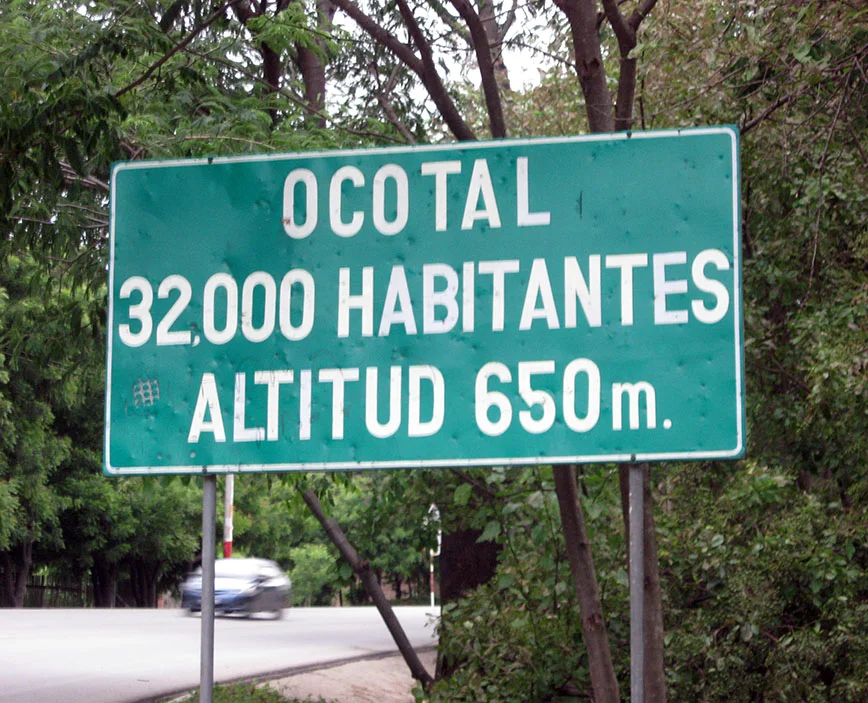 OCOTAL
32,000 HABITANTES
ALTITUD 650 m.